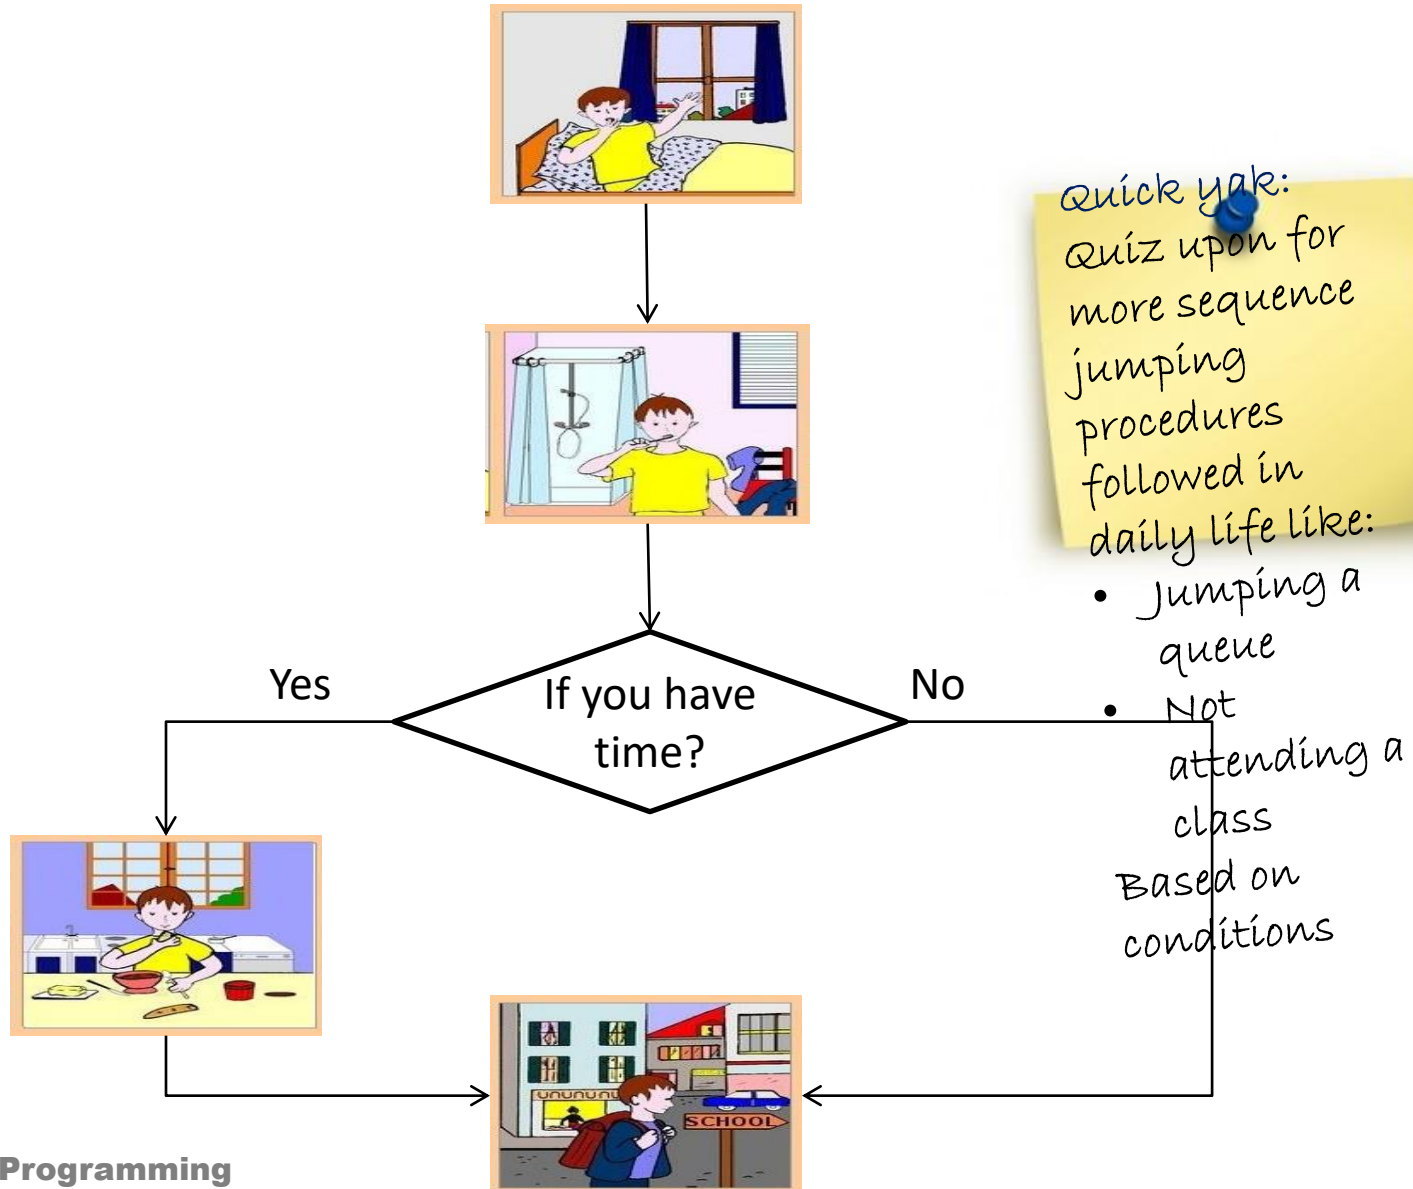 Quick yak:
Quiz upon for
more sequence
jumping
procedures
followed in
daily life like:
• Jumping a
queue
• Not
attending a
class
Based on
conditions
Yes
If you have
time?
No
UNUNUNU
SCHOOL
Programming